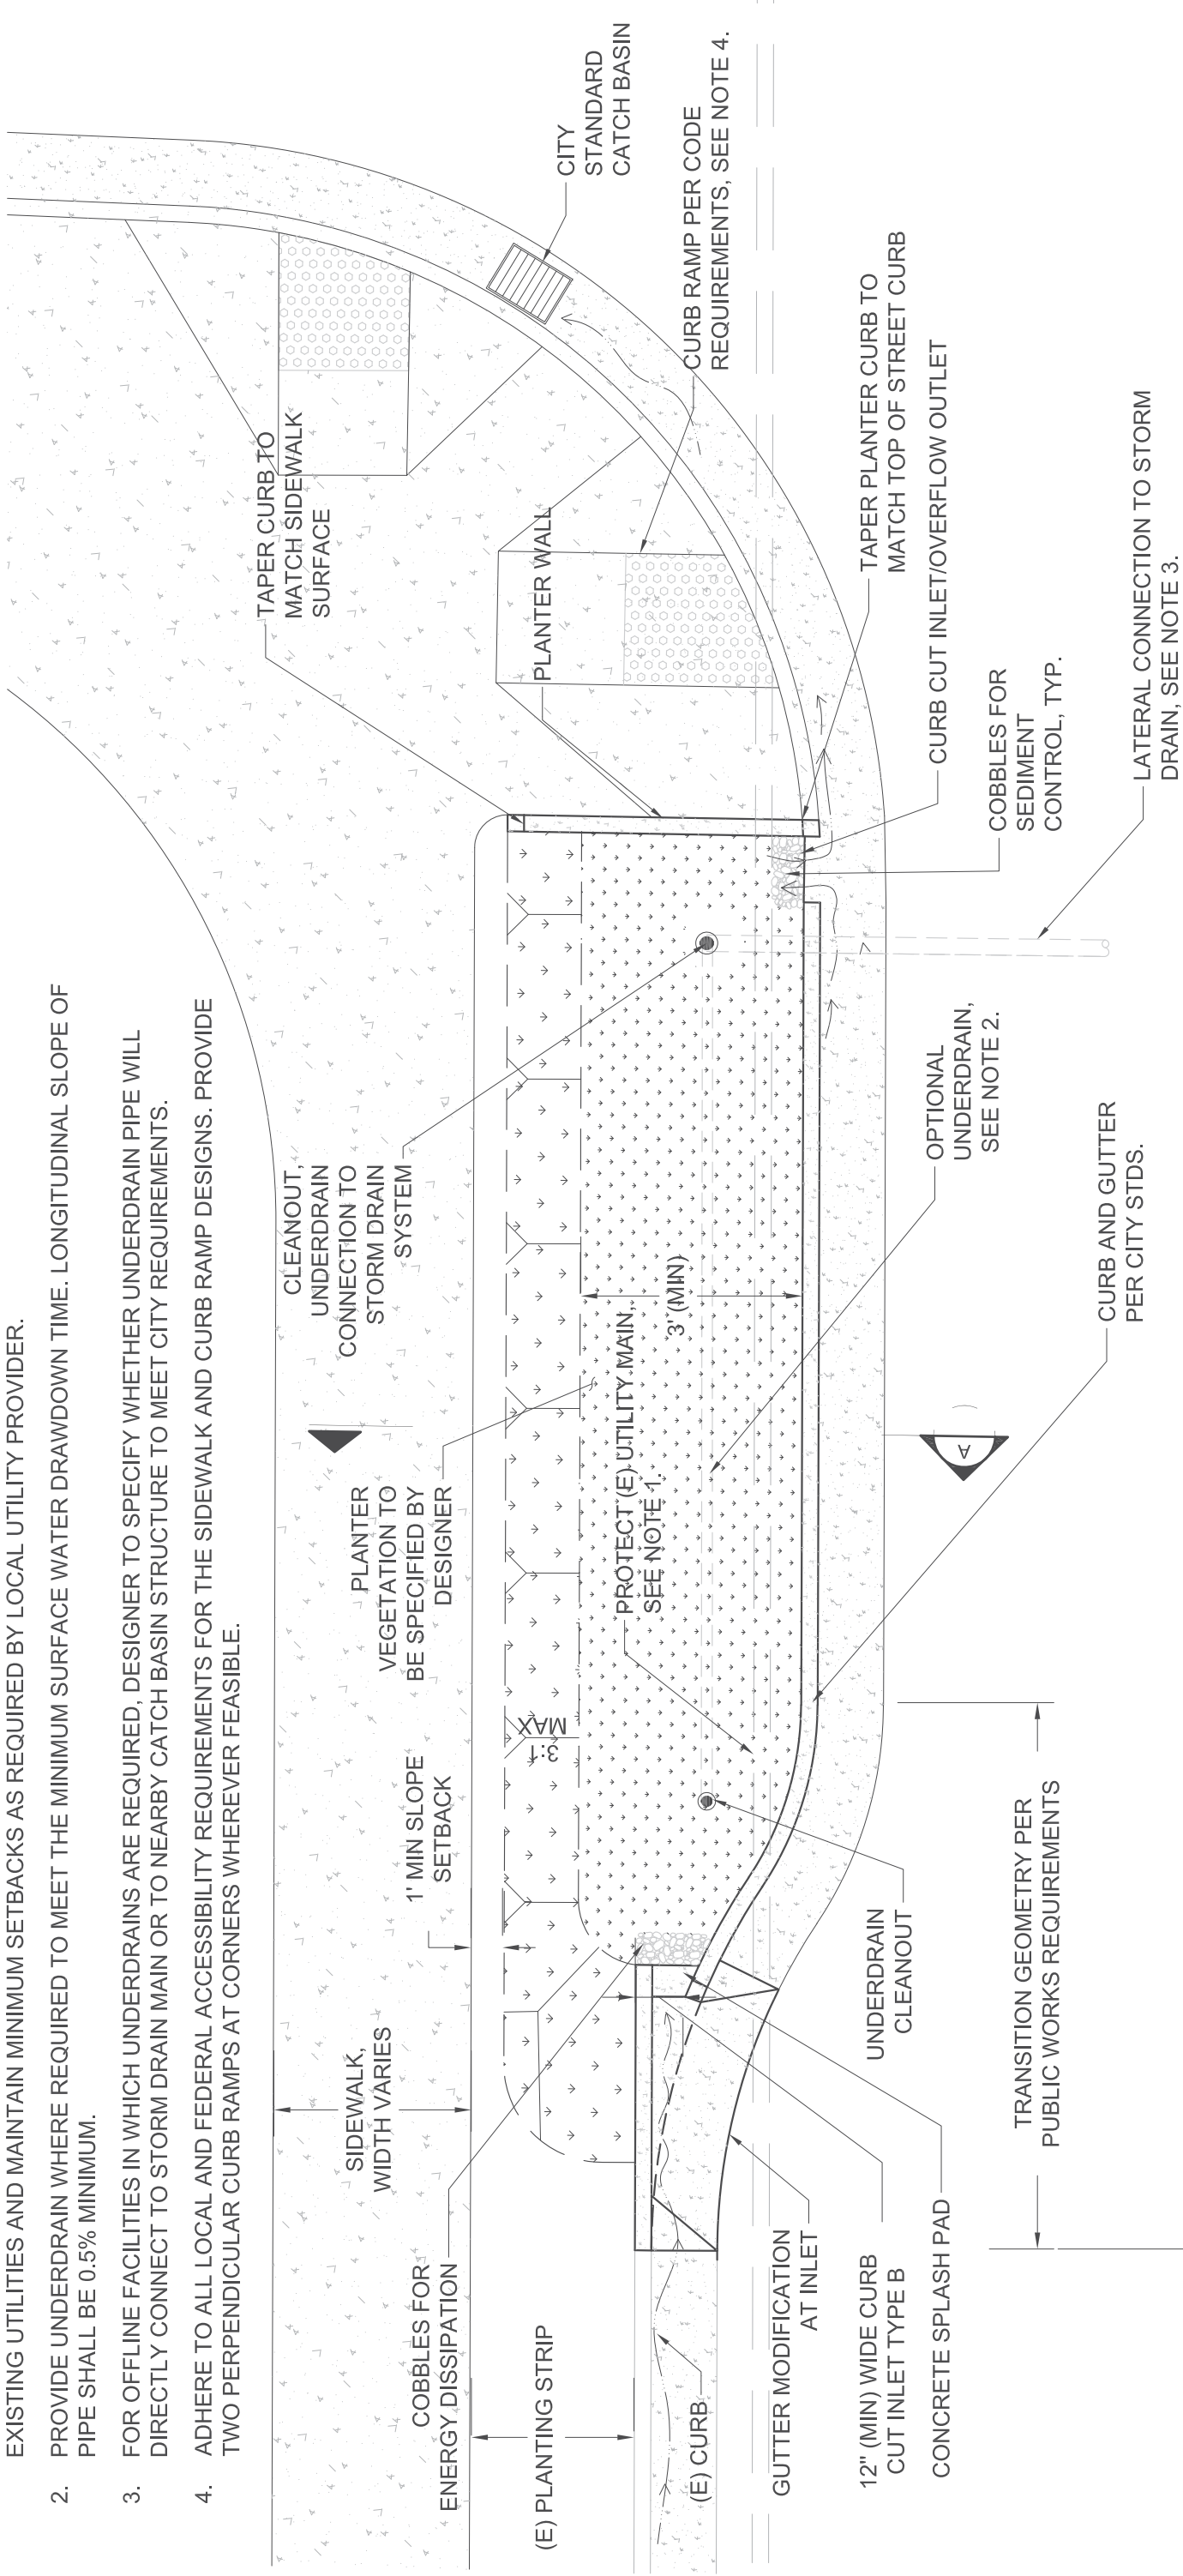 EXISTING UTILITIES AND MAINTAIN MINIMUM SETBACKS AS REQUIRED BY LOCAL UTILITY PROVIDER.
2. PROVIDE UNDERDRAIN WHERE REQUIRED TO MEET THE MINIMUM SURFACE WATER DRAWDOWN TIME. LONGITUDINAL SLOPE OF
PIPE SHALL BE 0.5% MINIMUM.
3. FOR OFFLINE FACILITIES IN WHICH UNDERDRAINS ARE REQUIRED, DESIGNER TO SPECIFY WHETHER UNDERDRAIN PIPE WILL
DIRECTLY CONNECT TO STORM DRAIN MAIN OR TO NEARBY CATCH BASIN STRUCTURE TO MEET CITY REQUIREMENTS.
4. ADHERE TO ALL LOCAL AND FEDERAL ACCESSIBILITY REQUIREMENTS FOR THE SIDEWALK AND CURB RAMP DESIGNS. PROVIDE
TWO PERPENDICULAR CURB RAMPS AT CORNERS WHEREVER FEASIBLE.
SIDEWALK,
WIDTH VARIES
COBBLES FOR
ENERGY DISSIPATION
(E) PLANTING STRIP
(E) CURB
GUTTER MODIFICATION
AT INLET
12" (MIN) WIDE CURB
CUT INLET TYPE B
CONCRETE SPLASH PAD
1' MIN SLOPE
SETBACK
3:1
MAX
PLANTER
VEGETATION TO
BE SPECIFIED BY
DESIGNER
CLEANOUT,
UNDERDRAIN
CONNECTION TO
STORM DRAIN
SYSTEM
PROTECT (E) UTILITY MAIN,
SEE NOTE 1.
3' (MIN)
UNDERDRAIN
CLEANOUT
TRANSITION GEOMETRY PER
PUBLIC WORKS REQUIREMENTS
A
OPTIONAL
UNDERDRAIN,
SEE NOTE 2.
CURB AND GUTTER
PER CITY STDS.
TAPER CURB TO
MATCH SIDEWALK
SURFACE
PLANTER WALL
CITY
STANDARD
CATCH BASIN
CURB RAMP PER CODE
REQUIREMENTS, SEE NOTE 4.
TAPER PLANTER CURB TO
MATCH TOP OF STREET CURB
CURB CUT INLET/OVERFLOW OUTLET
COBBLES FOR
SEDIMENT
CONTROL, TYP.
LATERAL CONNECTION TO STORM
DRAIN, SEE NOTE 3.